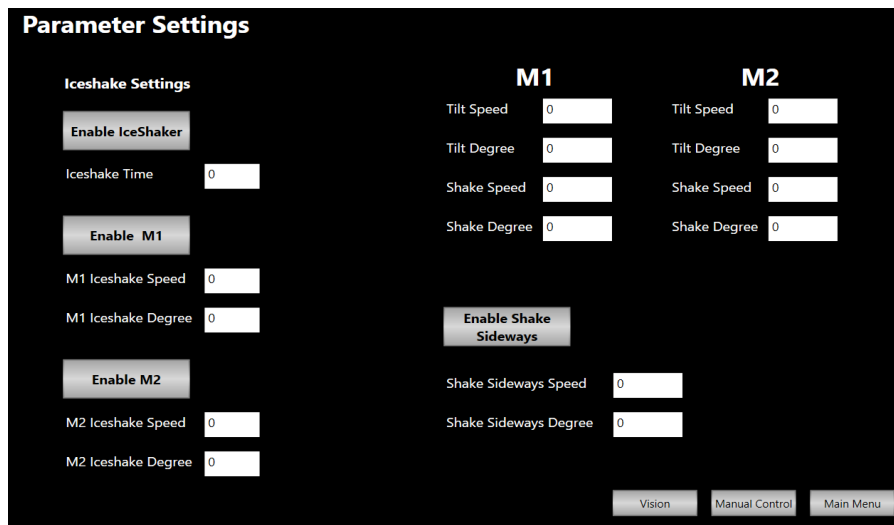 Parameter Settings
Iceshake Settings
Enable IceShaker
Iceshake Time 0
Enable M1
M1 Iceshake Speed 0
M1 Iceshake Degree 0
Enable M2
M2 Iceshake Speed 0
M2 Iceshake Degree 0
M1
Tilt Speed 0
Tilt Degree 0
Shake Speed 0
Shake Degree 0
M2
Tilt Speed 0
Tilt Degree 0
Shake Speed 0
Shake Degree 0
Enable Shake
Sideways
Shake Sideways Speed 0
Shake Sideways Degree 0
Vision
Manual Control
Main Menu